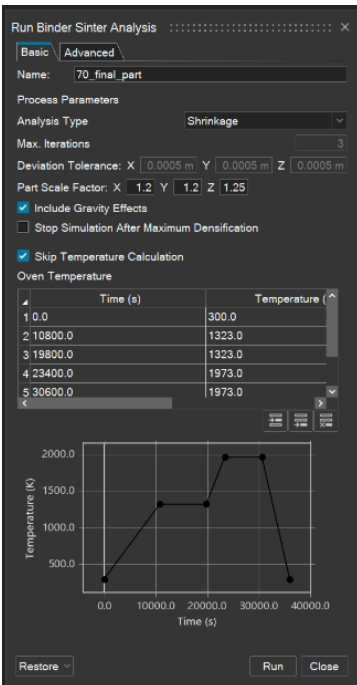 Run Binder Sinter Analysis
Basic Advanced
Name: 70_final_part
Process Parameters
Analysis Type Shrinkage
Max. Iterations 3
Deviation Tolerance: X 0.0005 m Y 0.0005 m Z 0.0005 m
Part Scale Factor: X 1.2 Y 1.2 Z 1.25
Include Gravity Effects
Stop Simulation After Maximum Densification
Skip Temperature Calculation
Oven Temperature
Time (s) Temperature (
1 0.0 300.0
2 10800.0 1323.0
3 19800.0 1323.0
4 23400.0 1973.0
5 30600.0 1973.0
2000.0
1500.0
1000.0
500.0
Temperature (K)
0.0 10000.0 20000.0 30000.0 40000.0
Time (s)
Restore Run Close